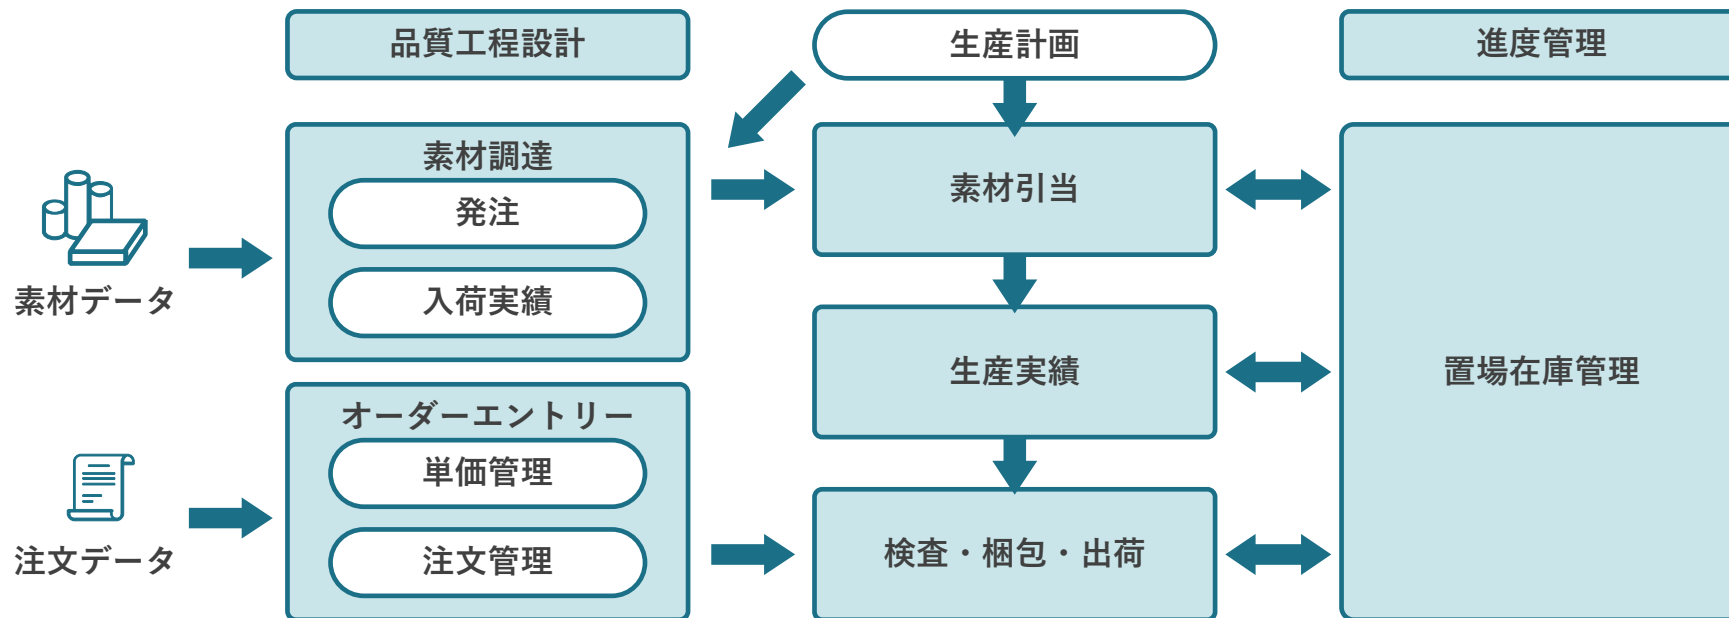 品質工程設計
生産計画
進度管理
素材調達
発注
入荷実績
素材引当
素材データ
生産実績
置場在庫管理
オーダーエントリー
単価管理
注文管理
注文データ
検査・梱包・出荷